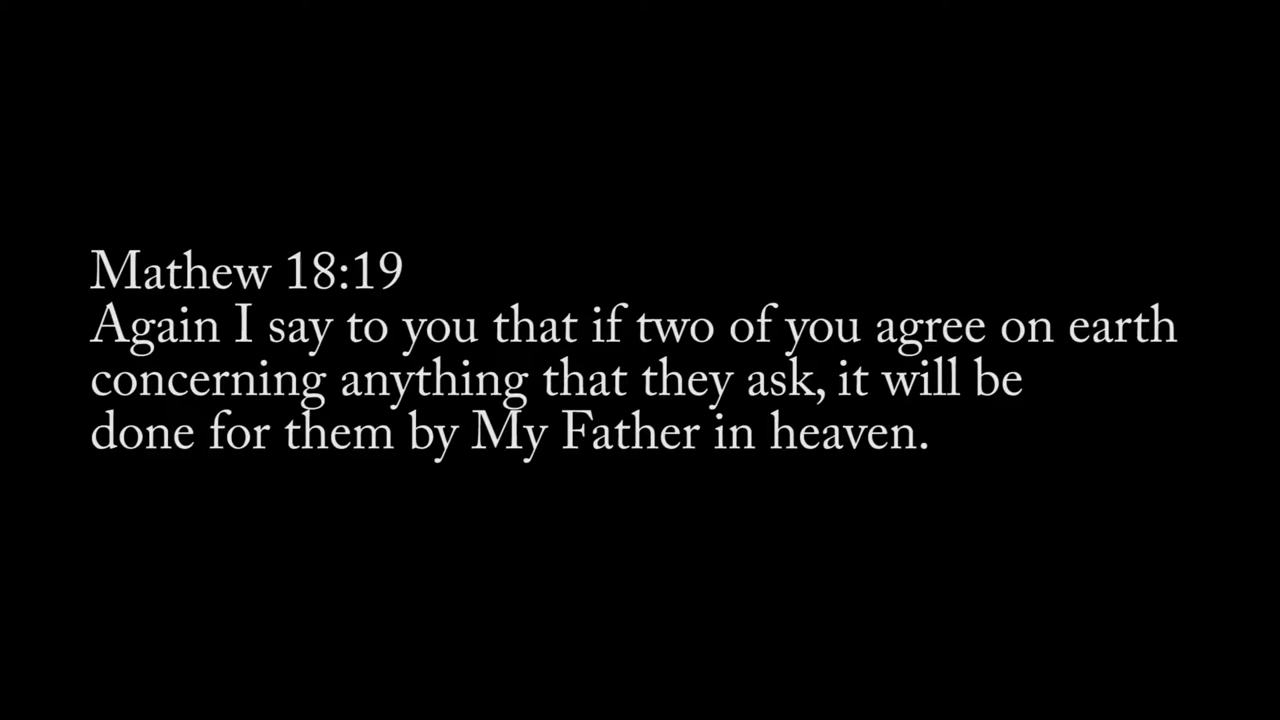 Mathew 18:19
Again I say to you that if two of you agree on earth
concerning anything that they ask, it will be
done for them by My Father in heaven.